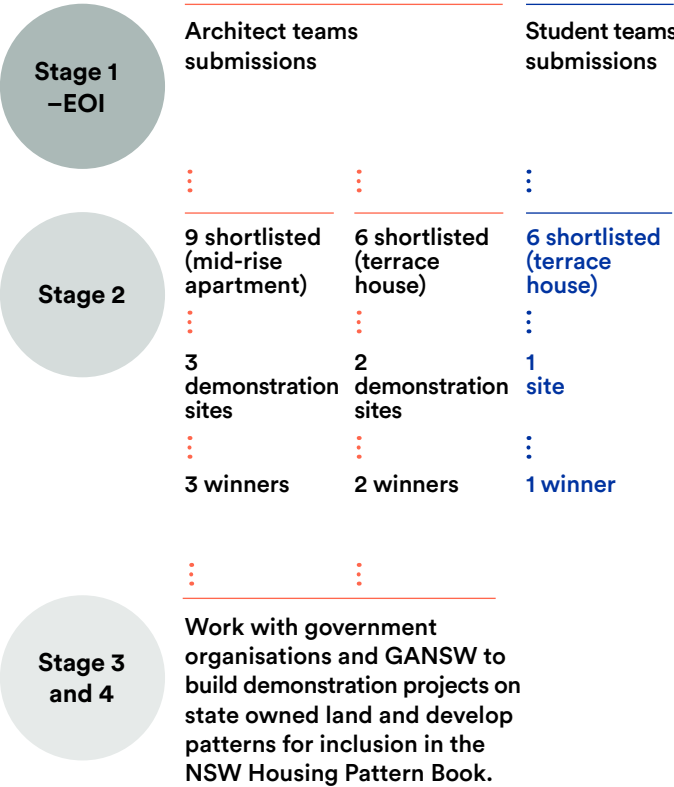 Stage 1
–EOI
Architect teams
submissions
Student teams
submissions
Stage 2
9 shortlisted
(mid-rise
apartment)
6 shortlisted
(terrace
house)
6 shortlisted
(terrace
house)
3
demonstration
sites
2
demonstration
sites
1
site
3 winners
2 winners
1 winner
Stage 3
and 4
Work with government
organisations and GANSW to
build demonstration projects on
state owned land and develop
patterns for inclusion in the
NSW Housing Pattern Book.